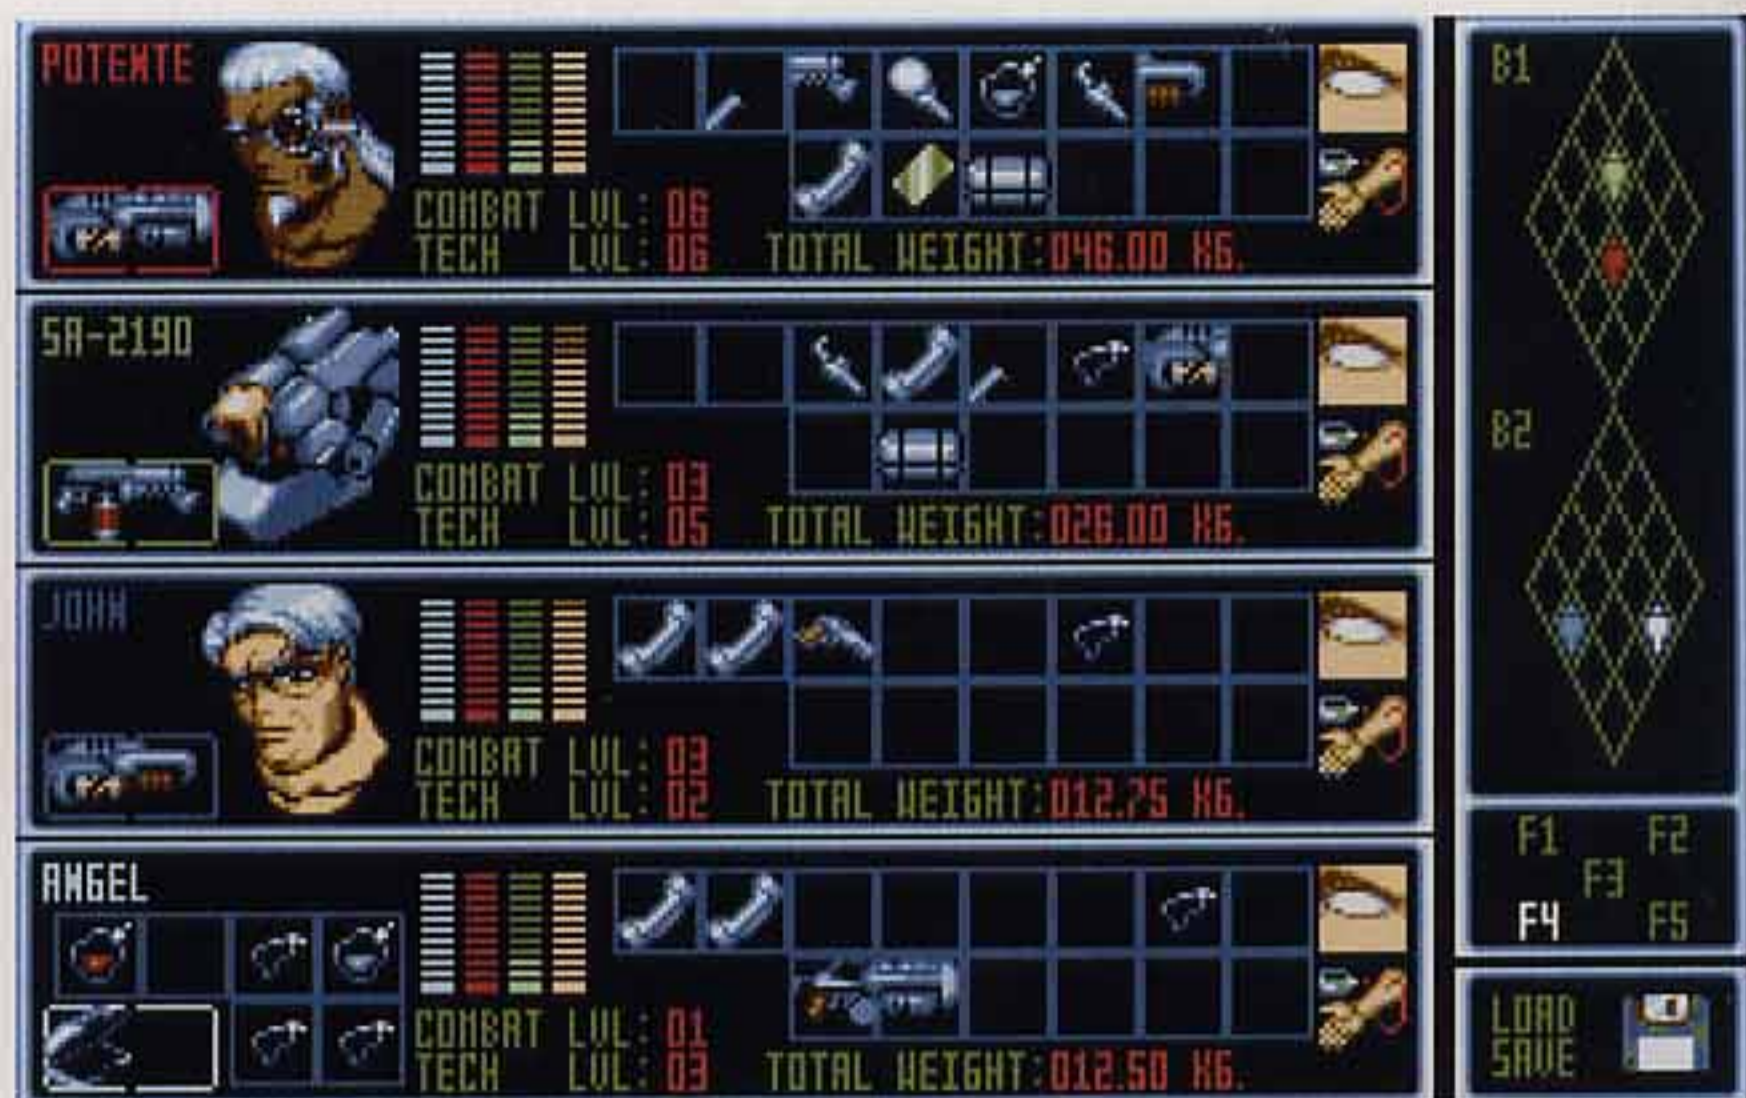 POTENTE
COMBAT LVL: 06
TECH LVL: 06
TOTAL WEIGHT:046.00 KG.
SA-2190
COMBAT LVL: 03
TECH LVL: 05
TOTAL WEIGHT:026.00 KG.
JOHN
COMBAT LVL: 03
TECH LVL: 02
TOTAL WEIGHT:012.75 KG.
ANGEL
COMBAT LVL: 01
TECH LVL: 03
TOTAL WEIGHT:012.50 KG.
B1
B2
F1 F2
F3
F4 F5
LOAD
SAVE